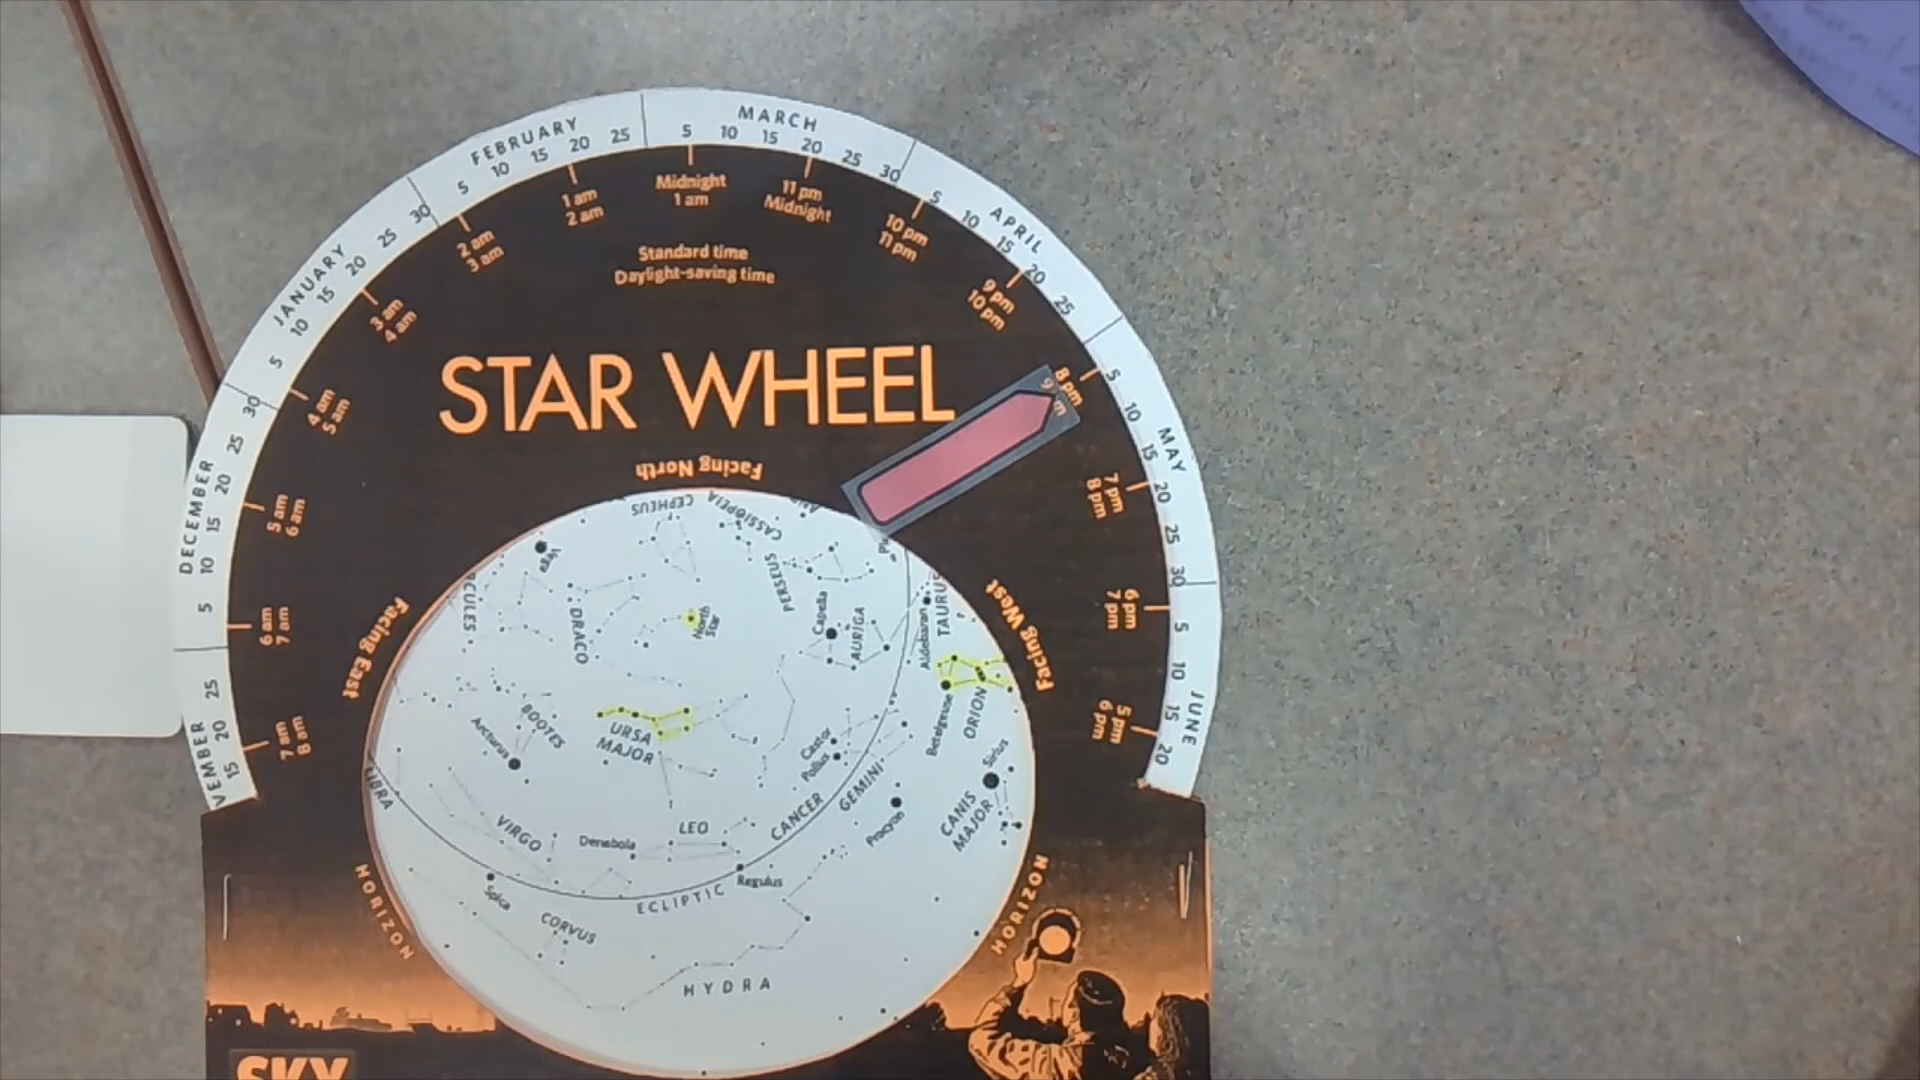 MARCH
5 10 15 20 25 30
FEBRUARY
5 10 15 20 25
APRIL
5 10 15 20 25
JANUARY
5 10 15 20 25 30
MAY
5 10 15 20 25 30
DECEMBER
5 10 15 20 25 30
JUNE
5 10 15 20
VEMBER
15 20 25
Midnight
1 am
11 pm
Midnight
10 pm
11 pm
9 pm
10 pm
8 pm
7 pm
8 pm
6 pm
7 pm
5 pm
6 pm
1 am
2 am
2 am
3 am
3 am
4 am
4 am
5 am
5 am
6 am
6 am
7 am
7 am
8 am
Standard time
Daylight-saving time
STAR WHEEL
Facing North
Facing East
Facing West
CEPHEUS
CASSIOPEIA
Vega
CULES
DRACO
North
Star
PERSEUS
Capella
AURIGA
Aldebaran
TAURUS
BOOTES
Arcturus
URSA
MAJOR
Castor
Pollux
GEMINI
Betelgeuse
ORION
Sirius
CANIS
MAJOR
Procyon
LIBRA
VIRGO
Denebola
LEO
CANCER
Regulus
ECLIPTIC
Spica
CORVUS
HYDRA
HORIZON
HORIZON
SKY